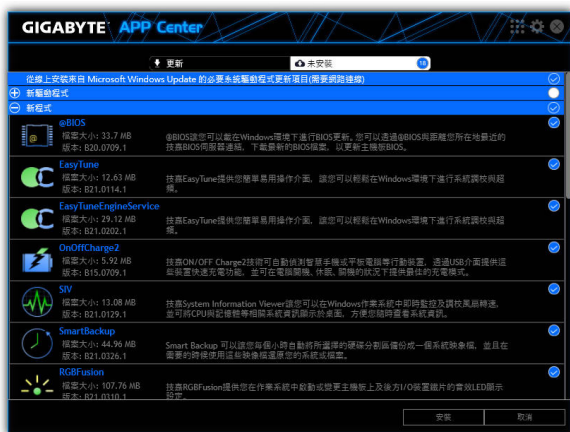 GIGABYTE APP Center
更新
未安裝 18
從線上安裝來自 Microsoft Windows Update 的必要系統驅動程式更新項目(需要網路連線)
新驅動程式
新程式
@BIOS
檔案大小: 33.7 MB
版本: B20.0709.1
@BIOS讓您可以載在Windows環境下進行BIOS更新。您可以透過@BIOS與距離您所在地最近的
技嘉BIOS伺服器連結，下載最新的BIOS檔案，以更新主機板BIOS。
EasyTune
檔案大小: 12.63 MB
版本: B21.0114.1
技嘉EasyTune提供您簡單易用操作介面，讓您可以輕鬆在Windows環境下進行系統調校與超
頻。
EasyTuneEngineService
檔案大小: 29.12 MB
版本: B21.0202.1
技嘉EasyTune提供您簡單易用操作介面，讓您可以輕鬆在Windows環境下進行系統調校與超
頻。
OnOffCharge2
檔案大小: 5.92 MB
版本: B15.0709.1
技嘉ON/OFF Charge2技術可自動偵測智慧手機或平板電腦等行動裝置，透過USB介面提供這
些裝置快速充電功能，並可在電腦開機、休眠、關機的狀況下提供最佳的充電模式。
SIV
檔案大小: 13.08 MB
版本: B21.0129.1
技嘉System Information Viewer讓您可以在Windows作業系統中即時監控及調校風扇轉速，
並可將CPU與記憶體等相關系統資訊顯示於桌面，方便您隨時查看系統資訊。
SmartBackup
檔案大小: 44.96 MB
版本: B21.0326.1
Smart Backup 可以讓您每個小時自動將所選擇的硬碟分割區備份成一個系統映象檔，並且在
需要的時候使用這些映像檔還原您的系統或檔案。
RGBFusion
檔案大小: 107.76 MB
版本: B21.0310.1
技嘉RGBFusion提供您在作業系統中啟動或變更主機板上及後方I/O裝置鐵片的音效LED顯示
設定。
安裝
取消